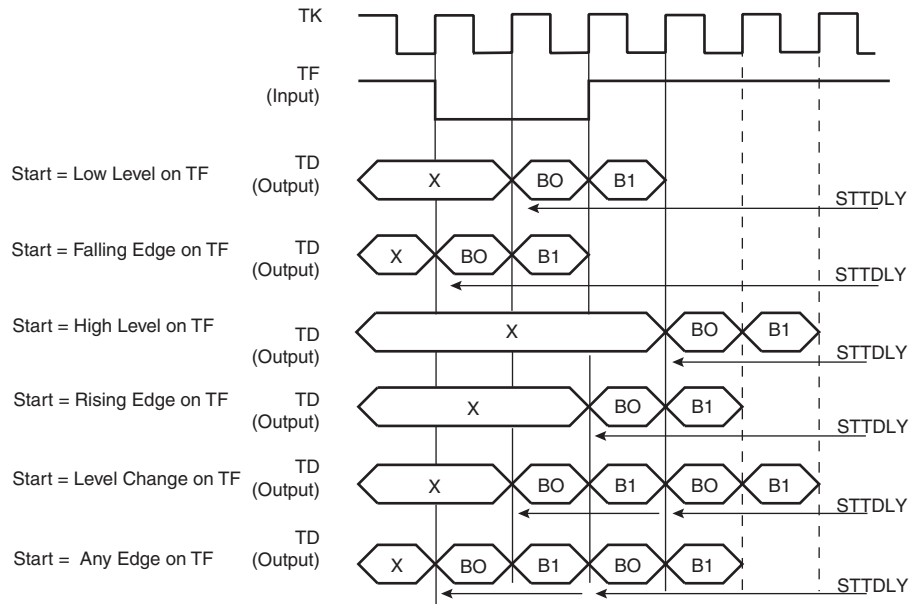 TK
TF
(Input)
Start = Low Level on TF
TD
(Output)
X
BO
B1
STTDLY
Start = Falling Edge on TF
TD
(Output)
X
BO
B1
STTDLY
Start = High Level on TF
TD
(Output)
X
BO
B1
STTDLY
Start = Rising Edge on TF
TD
(Output)
X
BO
B1
STTDLY
Start = Level Change on TF
TD
(Output)
X
BO
B1
BO
B1
STTDLY
Start = Any Edge on TF
TD
(Output)
X
BO
B1
BO
B1
STTDLY